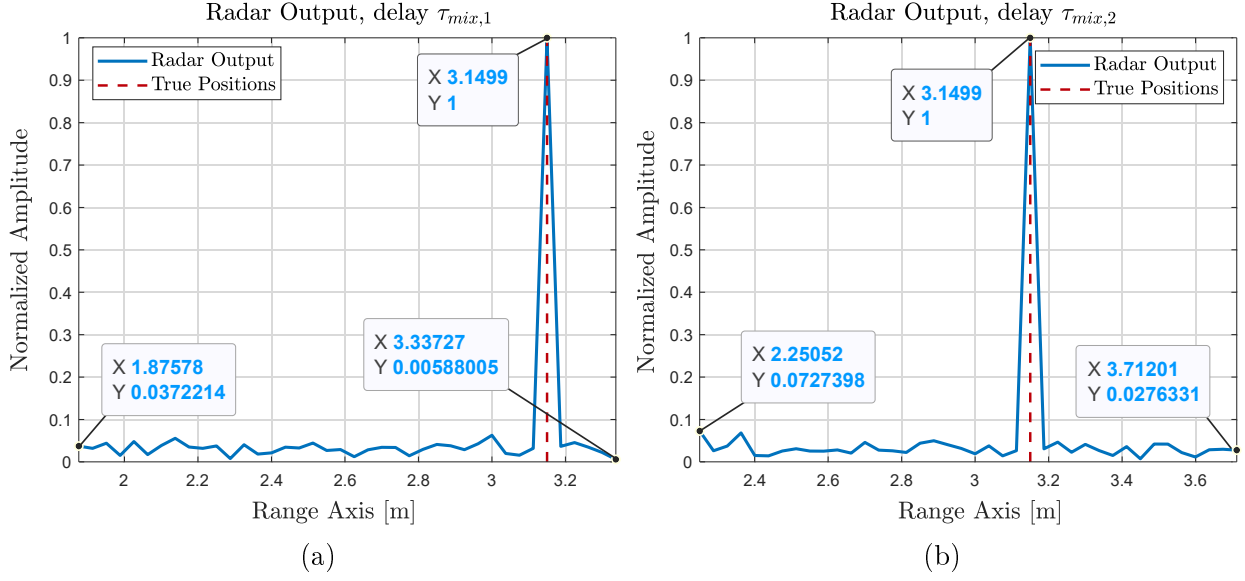 Radar Output, delay τmix,1
Normalized Amplitude
1
0.9
0.8
0.7
0.6
0.5
0.4
0.3
0.2
0.1
0
Radar Output
True Positions
X 3.1499
Y 1
X 1.87578
Y 0.0372214
X 3.33727
Y 0.00588005
2 2.2 2.4 2.6 2.8 3 3.2
Range Axis [m]
(a)
Radar Output, delay τmix,2
Normalized Amplitude
1
0.9
0.8
0.7
0.6
0.5
0.4
0.3
0.2
0.1
0
Radar Output
True Positions
X 3.1499
Y 1
X 2.25052
Y 0.0727398
X 3.71201
Y 0.0276331
2.4 2.6 2.8 3 3.2 3.4 3.6
Range Axis [m]
(b)